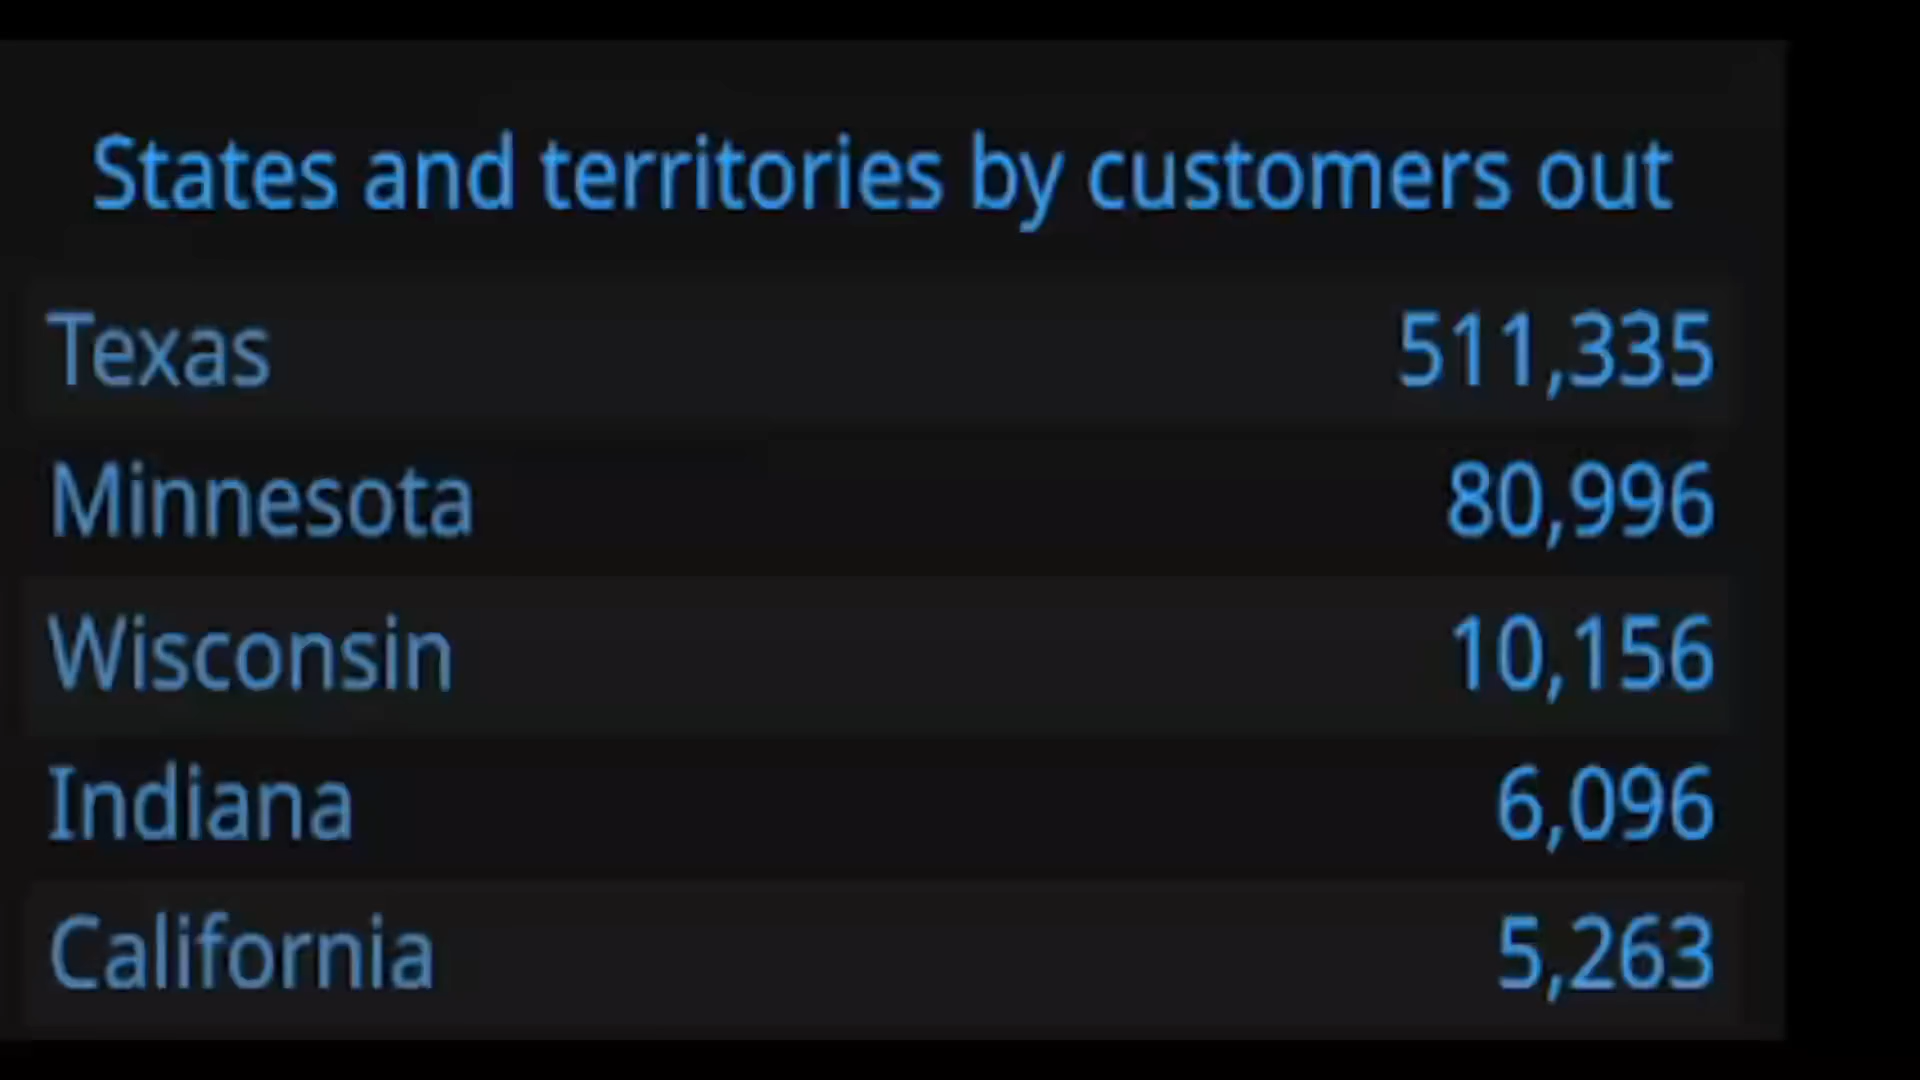 States and territories by customers out
Texas 511,335
Minnesota 80,996
Wisconsin 10,156
Indiana 6,096
California 5,263